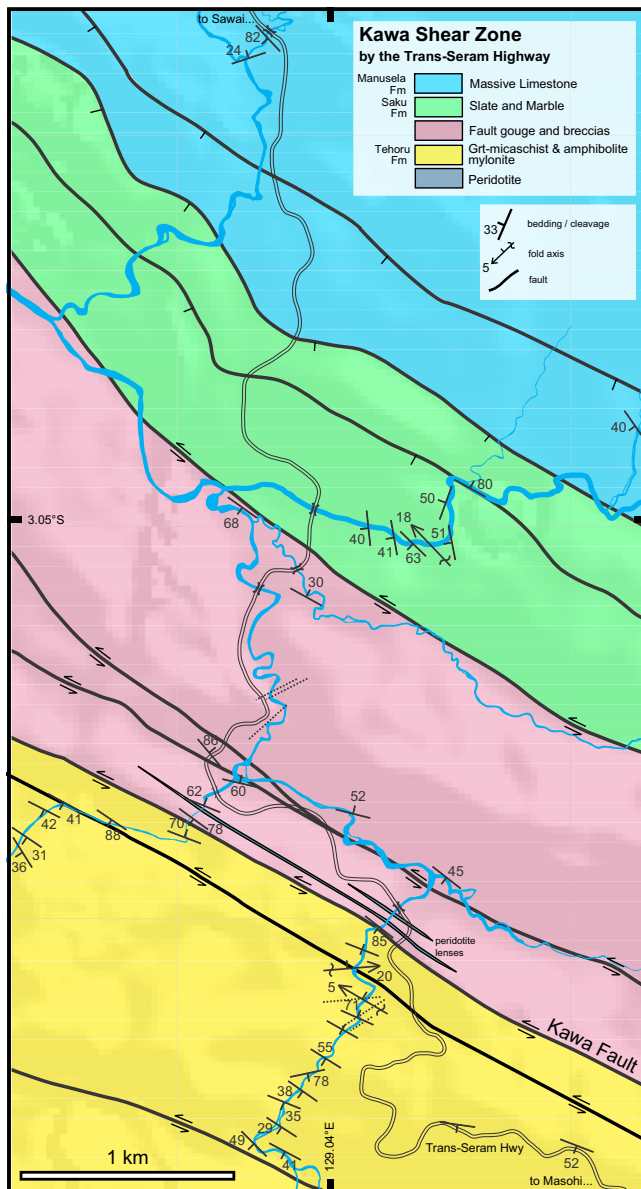 to Sawai...
82
24
Kawa Shear Zone
by the Trans-Seram Highway
Manusela
Fm
Massive Limestone
Saku
Fm
Slate and Marble
Fault gouge and breccias
Tehoru
Fm
Grt-micaschist & amphibolite
mylonite
Peridotite
33
bedding / cleavage
5
fold axis
fault
40
80
50
18
51
40
41
63
68
3.05°S
30
86
60
62
52
78
70
42
41
88
31
36
45
peridotite
lenses
85
20
5
71
Kawa Fault
55
78
38
35
29
49
41
129.04°E
1 km
Trans-Seram Hwy
52
to Masohi...